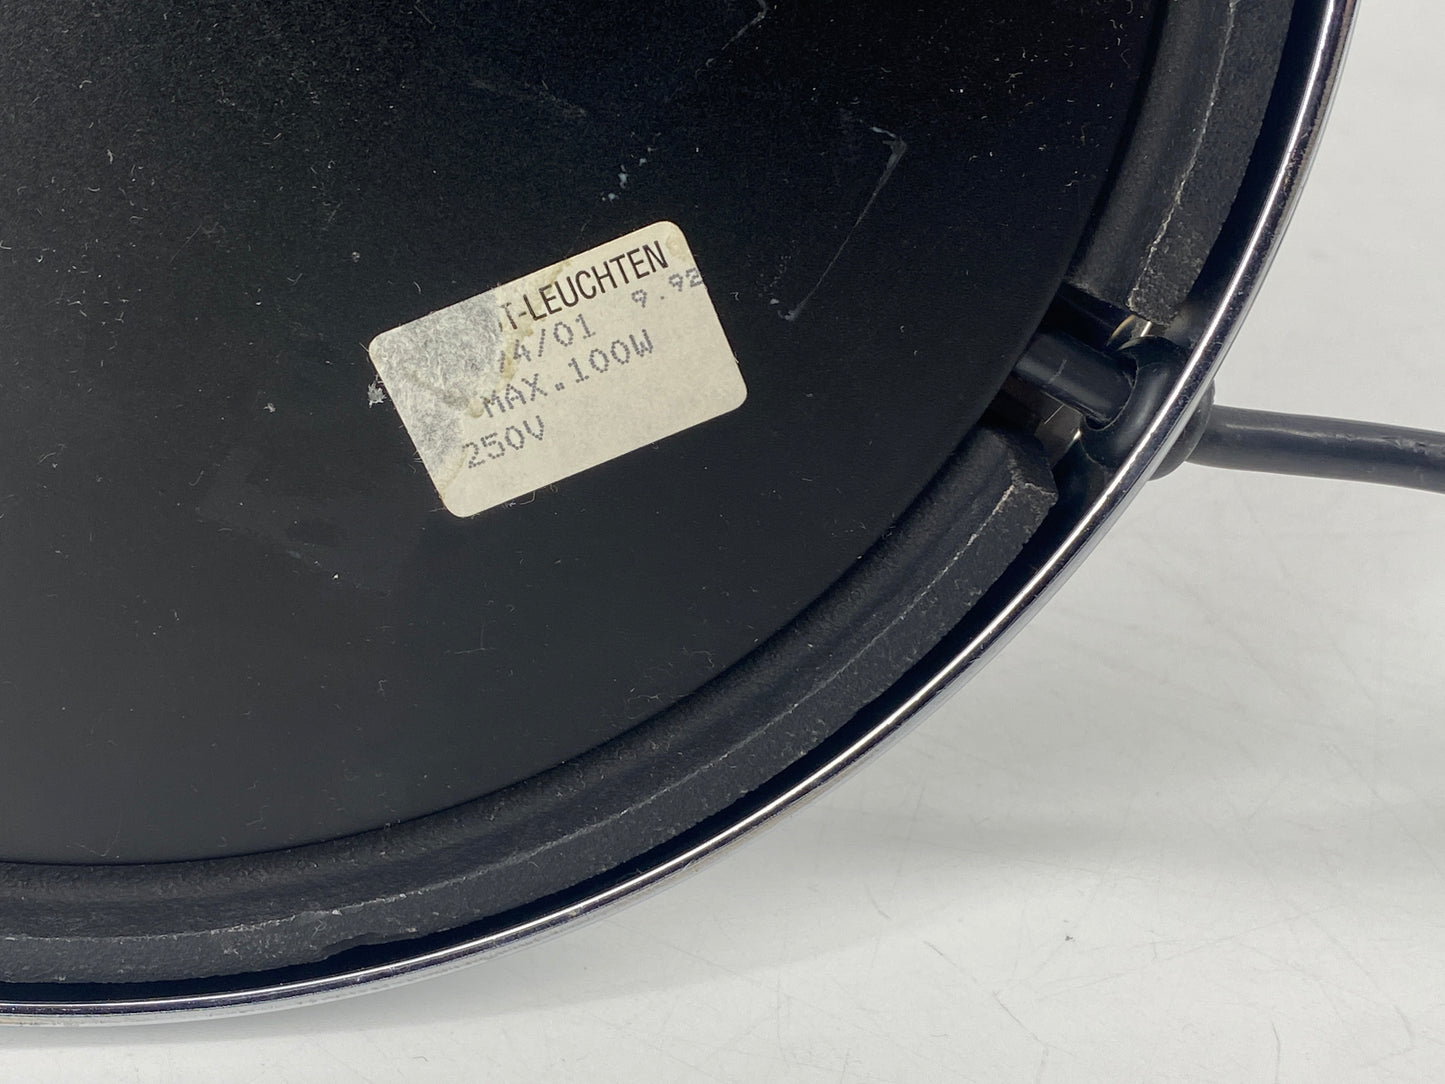 T-LEUCHTEN
4/01 9.92
MAX.100W
250V